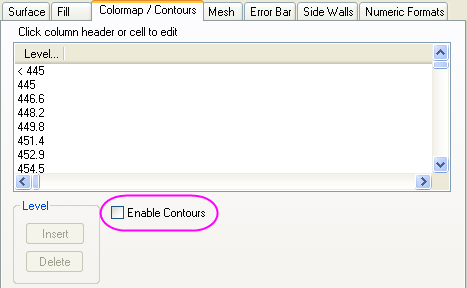 Surface Fill Colormap / Contours Mesh Error Bar Side Walls Numeric Formats
Click column header or cell to edit
Level...
< 445
445
446.6
448.2
449.8
451.4
452.9
454.5
Level
Enable Contours
Insert
Delete